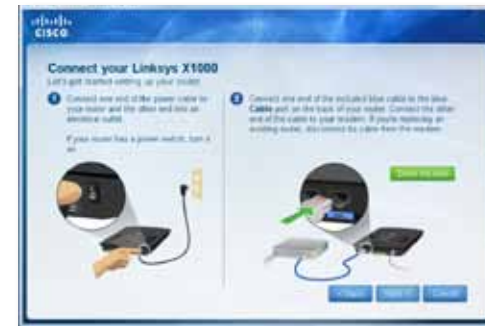 CISCO
Connect your Linksys X1000
Let's get started setting up your router.
1 Connect one end of the power cable to
your router and the other end into an
electrical outlet.
If your router has a power switch, turn it
on.
2 Connect one end of the included blue cable to the blue
Cable port on the back of your router. Connect the other
end of the cable to your modem. If you're replacing an
existing router, disconnect its cable from the modem.
Cancel